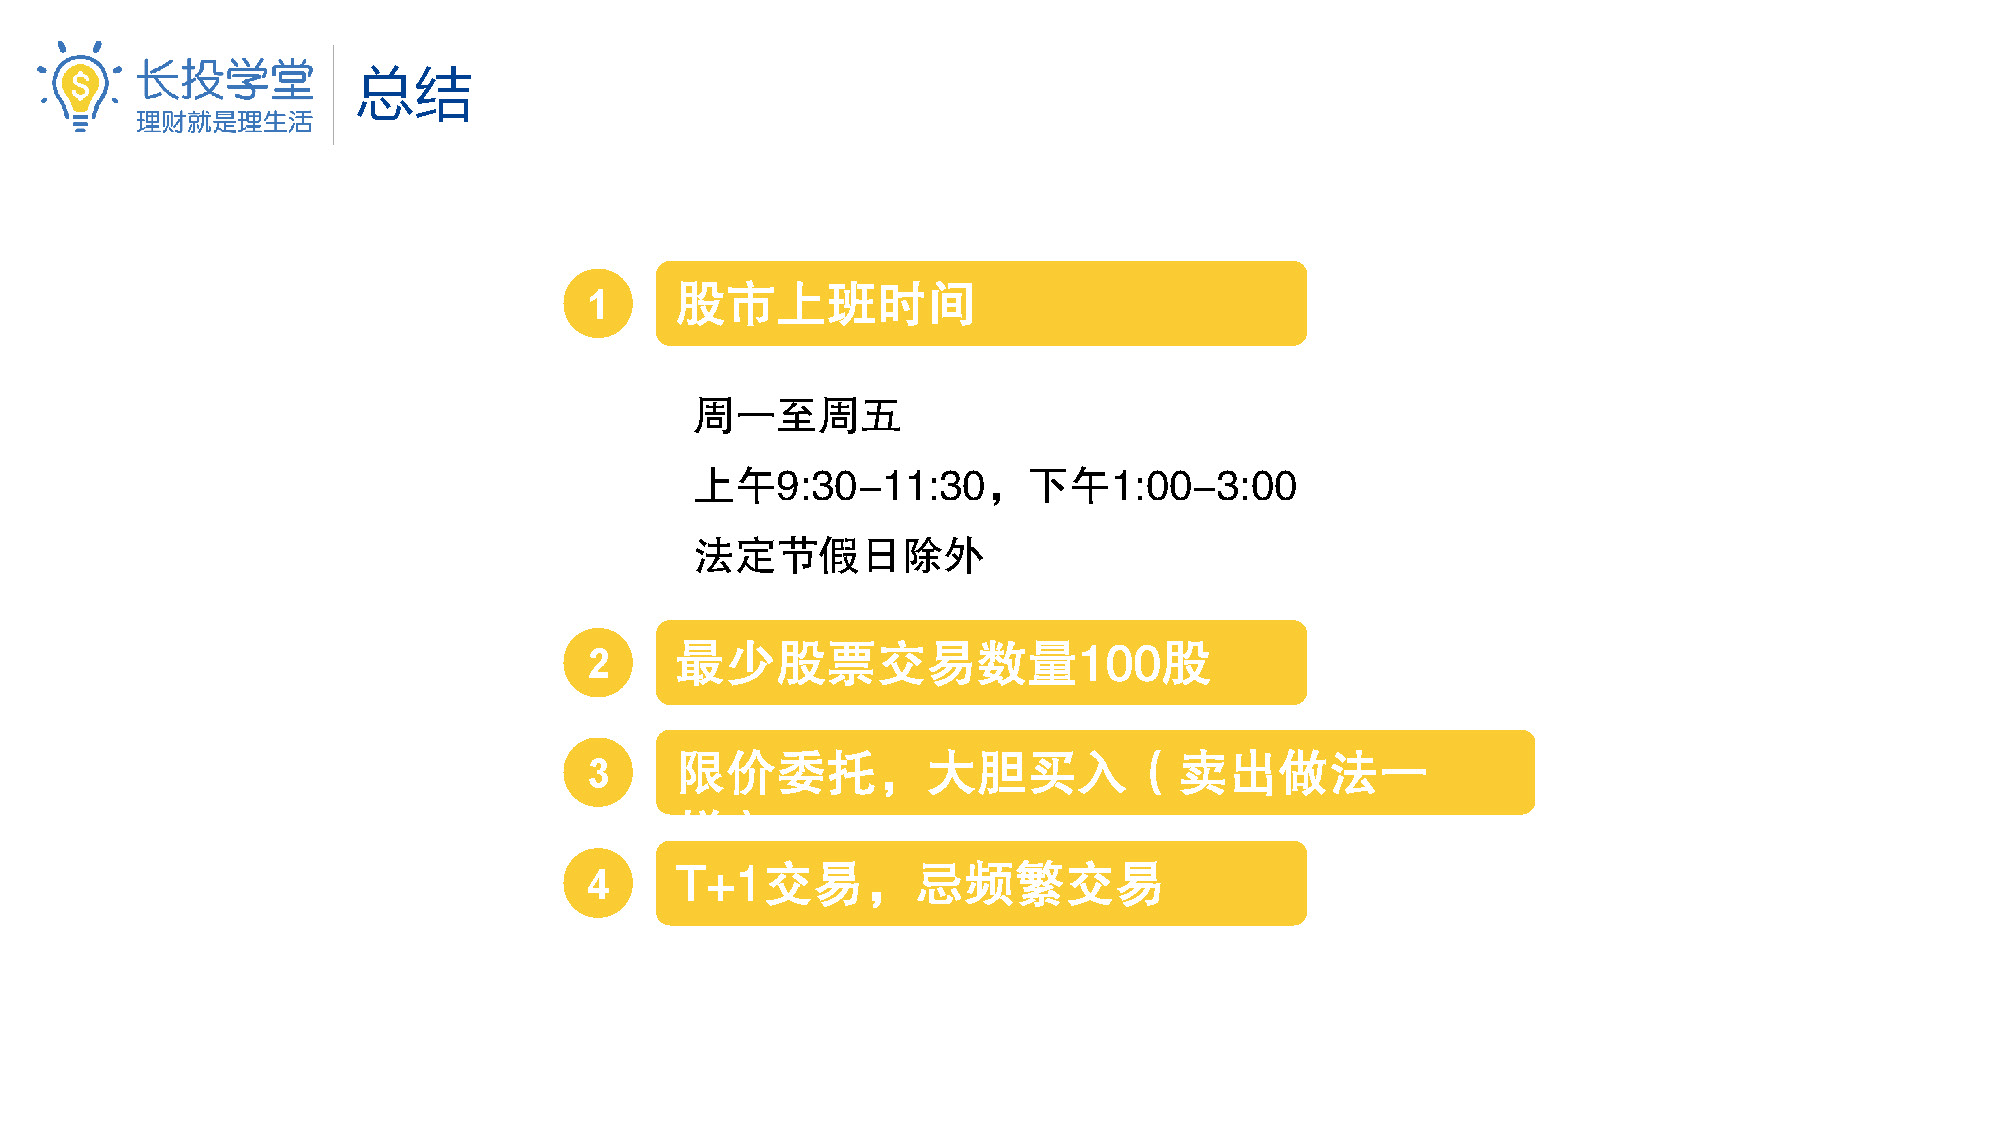 长投学堂
理财就是理生活
总结
1 股市上班时间
周一至周五
上午9:30-11:30，下午1:00-3:00
法定节假日除外
2 最少股票交易数量100股
3 限价委托，大胆买入（卖出做法一
4 T+1交易，忌频繁交易